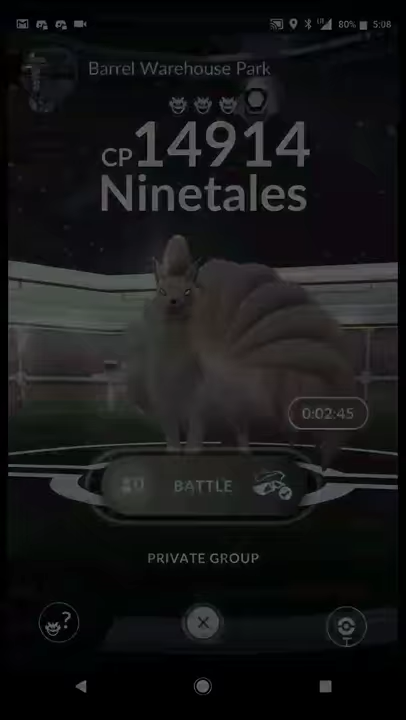 80% 5:08
Barrel Warehouse Park
CP14914
Ninetales
0:02:45
BATTLE
PRIVATE GROUP
?